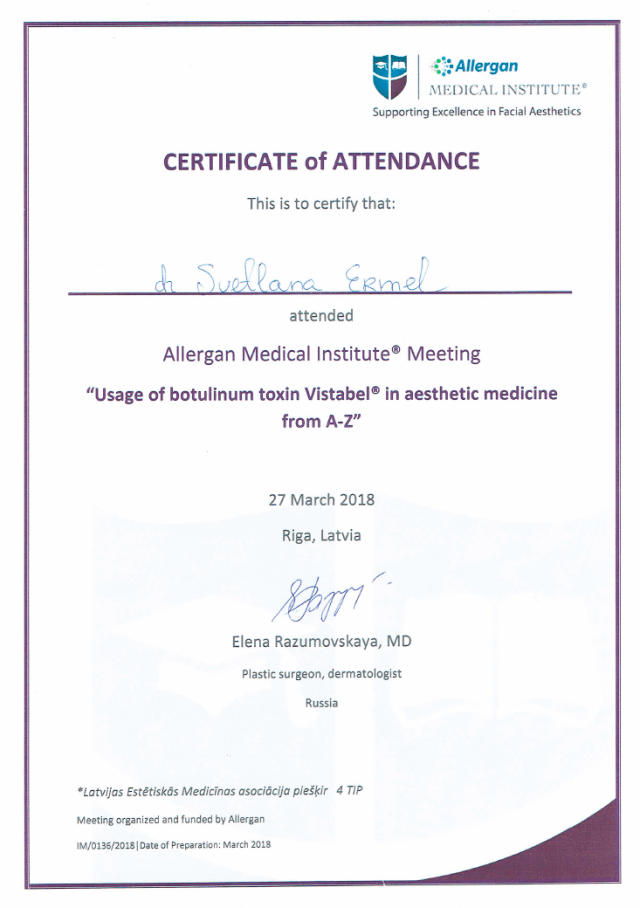 Allergan
MEDICAL INSTITUTE®
Supporting Excellence in Facial Aesthetics
CERTIFICATE of ATTENDANCE
This is to certify that:
dr Svetlana Ermel
attended
Allergan Medical Institute® Meeting
“Usage of botulinum toxin Vistabel® in aesthetic medicine
from A-Z”
27 March 2018
Riga, Latvia
Elena Razumovskaya, MD
Plastic surgeon, dermatologist
Russia
*Latvijas Estētiskās Medicīnas asociācija piešķir 4 TIP
Meeting organized and funded by Allergan
IM/0136/2018|Date of Preparation: March 2018